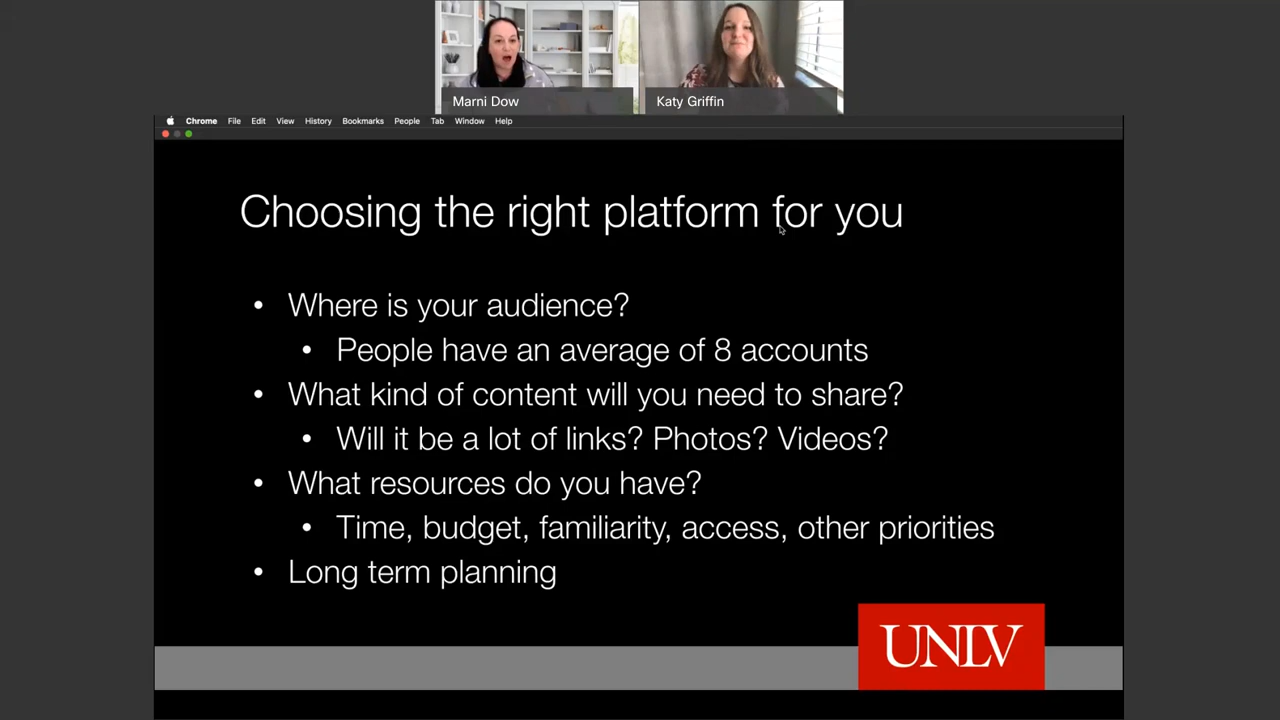 Marni Dow
Katy Griffin
Chrome File Edit View History Bookmarks People Tab Window Help
Choosing the right platform for you
• Where is your audience?
• People have an average of 8 accounts
• What kind of content will you need to share?
• Will it be a lot of links? Photos? Videos?
• What resources do you have?
• Time, budget, familiarity, access, other priorities
• Long term planning
UNLV